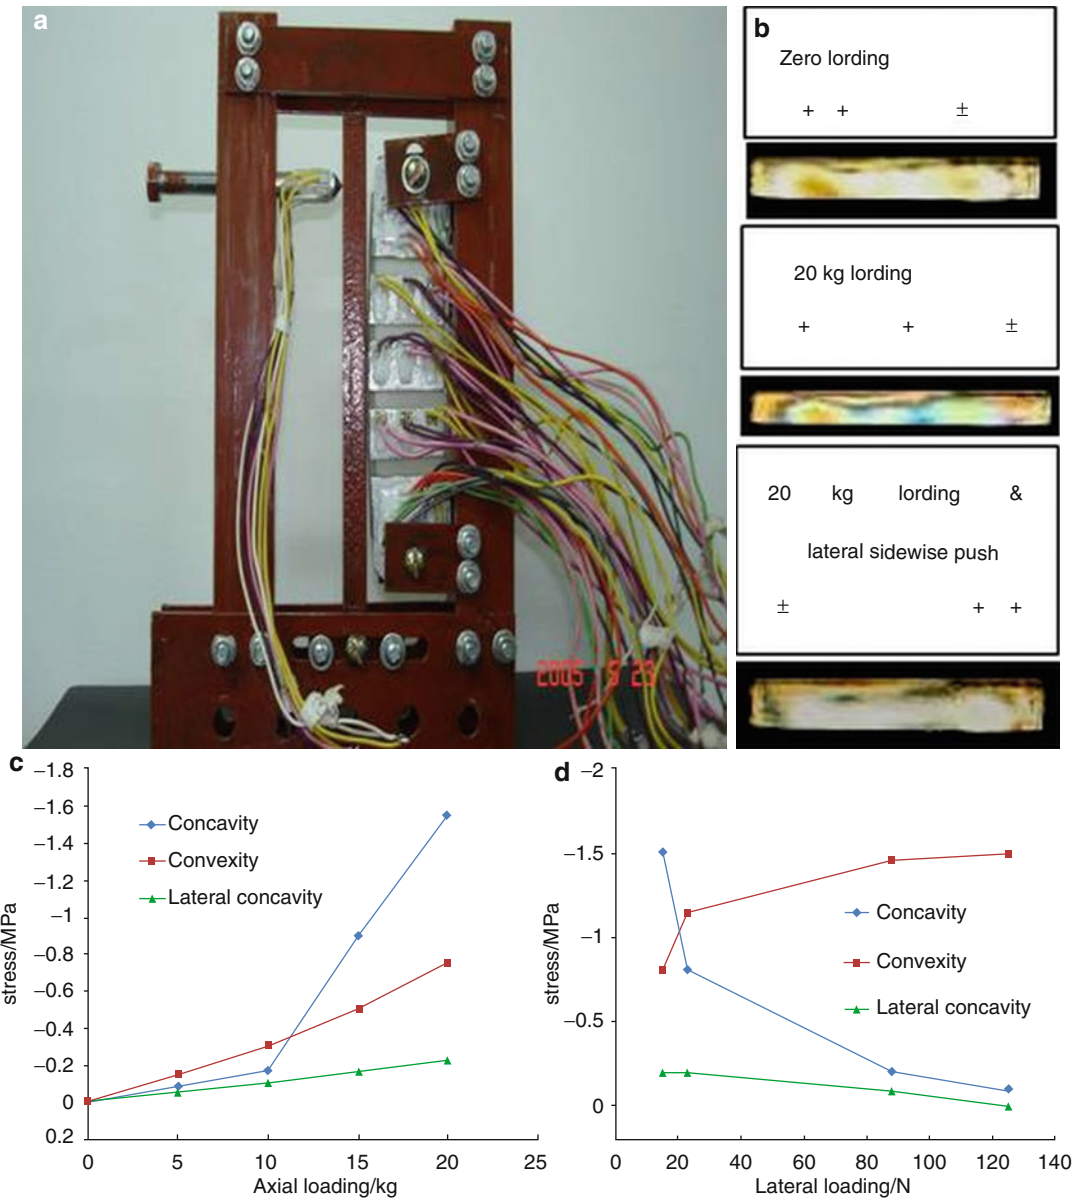 a
2005 9 23
b
Zero lording
+ + ±
20 kg lording
+ + ±
20 kg lording &
lateral sidewise push
± + +
c
–1.8
–1.6
–1.4
–1.2
–1
–0.8
–0.6
–0.4
–0.2
0
0.2
stress/MPa
Concavity
Convexity
Lateral concavity
0 5 10 15 20 25
Axial loading/kg
d
–2
–1.5
–1
–0.5
0
stress/MPa
Concavity
Convexity
Lateral concavity
0 20 40 60 80 100 120 140
Lateral loading/N